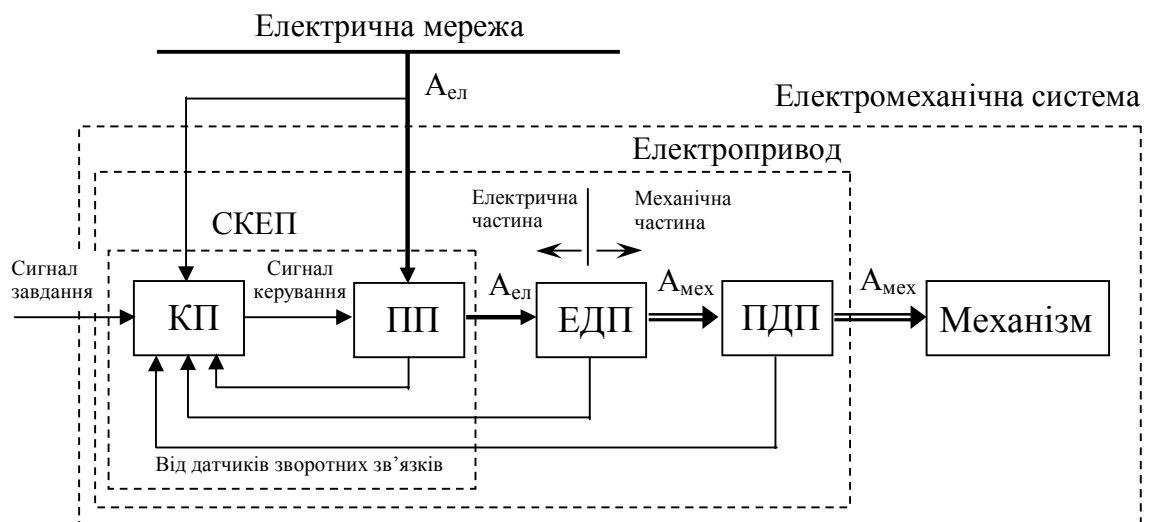 Електрична мережа
Аел
Електромеханічна система
Електропривод
Електрична
частина
Механічна
частина
СКЕП
Сигнал
завдання
Сигнал
керування
Аел
Амех
Амех
КП
ПП
ЕДП
ПДП
Механізм
Від датчиків зворотних зв’язків